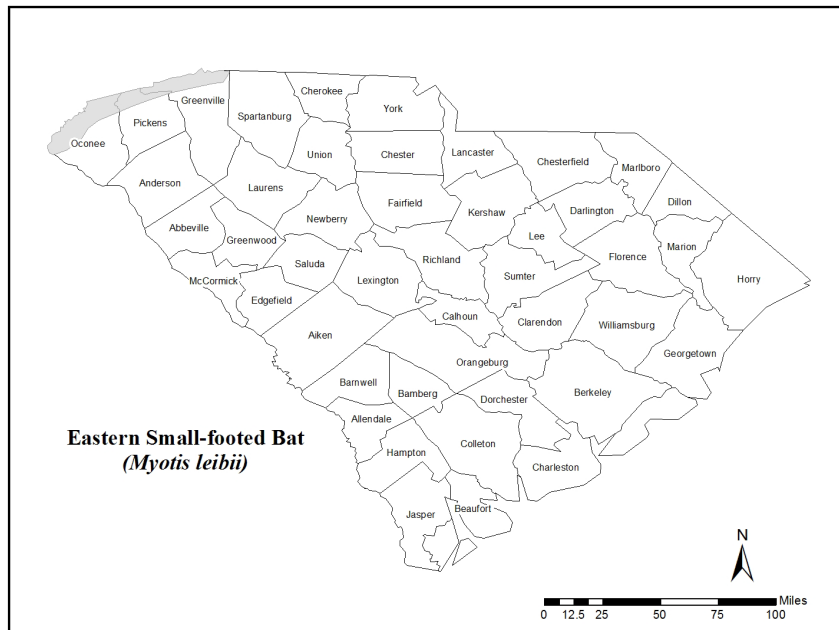 Cherokee
Greenville
York
Spartanburg
Pickens
Oconee
Union
Chester
Lancaster
Chesterfield
Marlboro
Anderson
Laurens
Dillon
Fairfield
Kershaw
Darlington
Newberry
Abbeville
Greenwood
Lee
Marion
Florence
Richland
Saluda
Sumter
Horry
McCormick
Lexington
Edgefield
Calhoun
Clarendon
Williamsburg
Aiken
Georgetown
Orangeburg
Barnwell
Bamberg
Berkeley
Dorchester
Allendale
Eastern Small-footed Bat
(Myotis leibii)
Colleton
Hampton
Charleston
Beaufort
Jasper
N
Miles
0 12.5 25 50 75 100